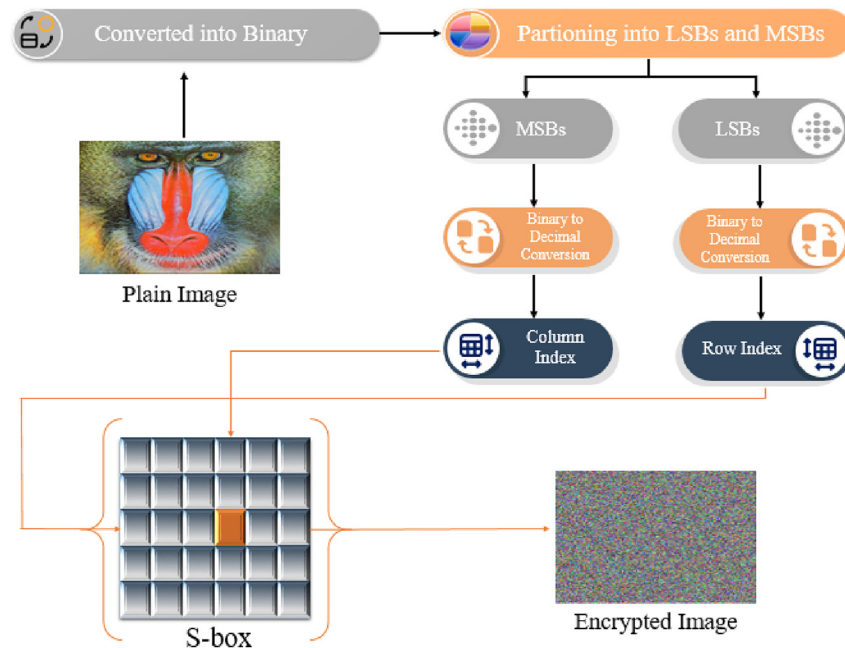 Converted into Binary
Partioning into LSBs and MSBs
MSBs
LSBs
Binary to
Decimal
Conversion
Binary to
Decimal
Conversion
Plain Image
Column
Index
Row Index
S-box
Encrypted Image